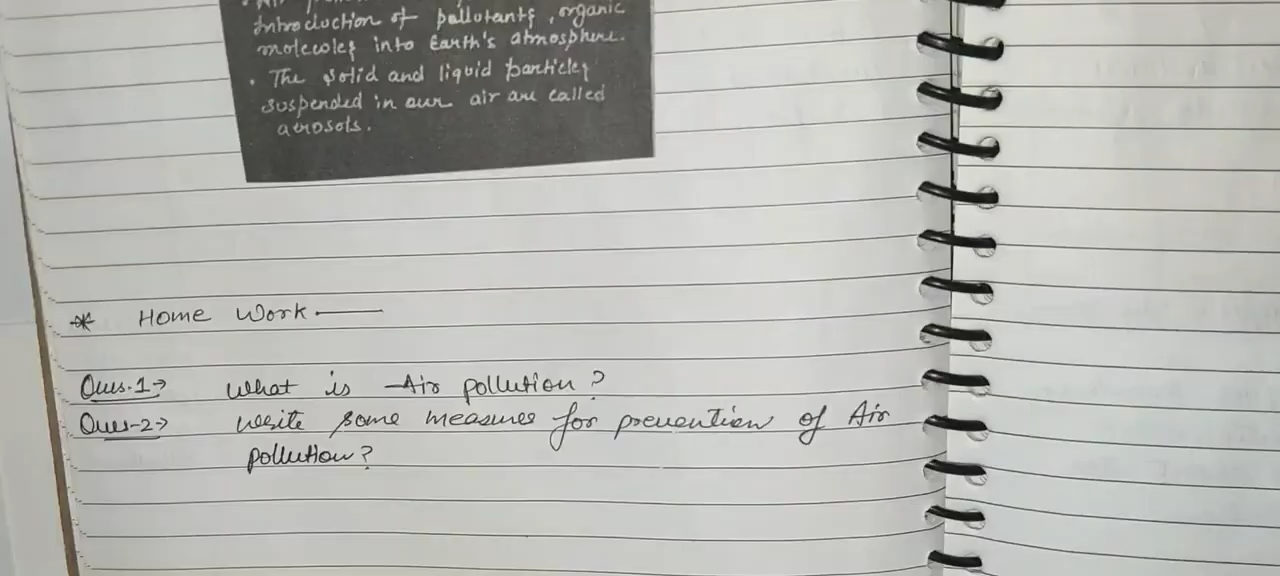 Introduction of pollutants, organic
molecules into Earth's atmosphere.
• The solid and liquid particles
suspended in our air are called
aerosols.
* Home Work
Ques.1→ What is Air pollution?
Ques-2→ Write some measures for prevention of Air
pollution?